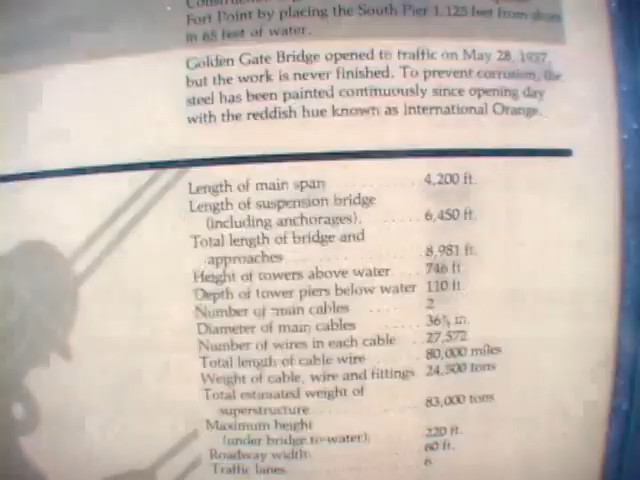 Fort Point by placing the South Pier 1,125 feet from shore
in 65 feet of water.
Golden Gate Bridge opened to traffic on May 28, 1937,
but the work is never finished. To prevent corrosion, the
steel has been painted continuously since opening day
with the reddish hue known as International Orange.
Length of main span ........ 4,200 ft.
Length of suspension bridge
(including anchorages). ...... 6,450 ft.
Total length of bridge and
approaches ........ 8,981 ft.
Height of towers above water 746 ft.
Depth of tower piers below water 110 ft.
Number of main cables ..... 2
Diameter of main cables .... 36⅜ in.
Number of wires in each cable . 27,572
Total length of cable wire .... 80,000 miles
Weight of cable, wire and fittings 24,500 tons
Total estimated weight of
superstructure ........ 83,000 tons
Maximum height
(under bridge to water). 220 ft.
Roadway width ........ 60 ft.
Traffic lanes. ........ 6